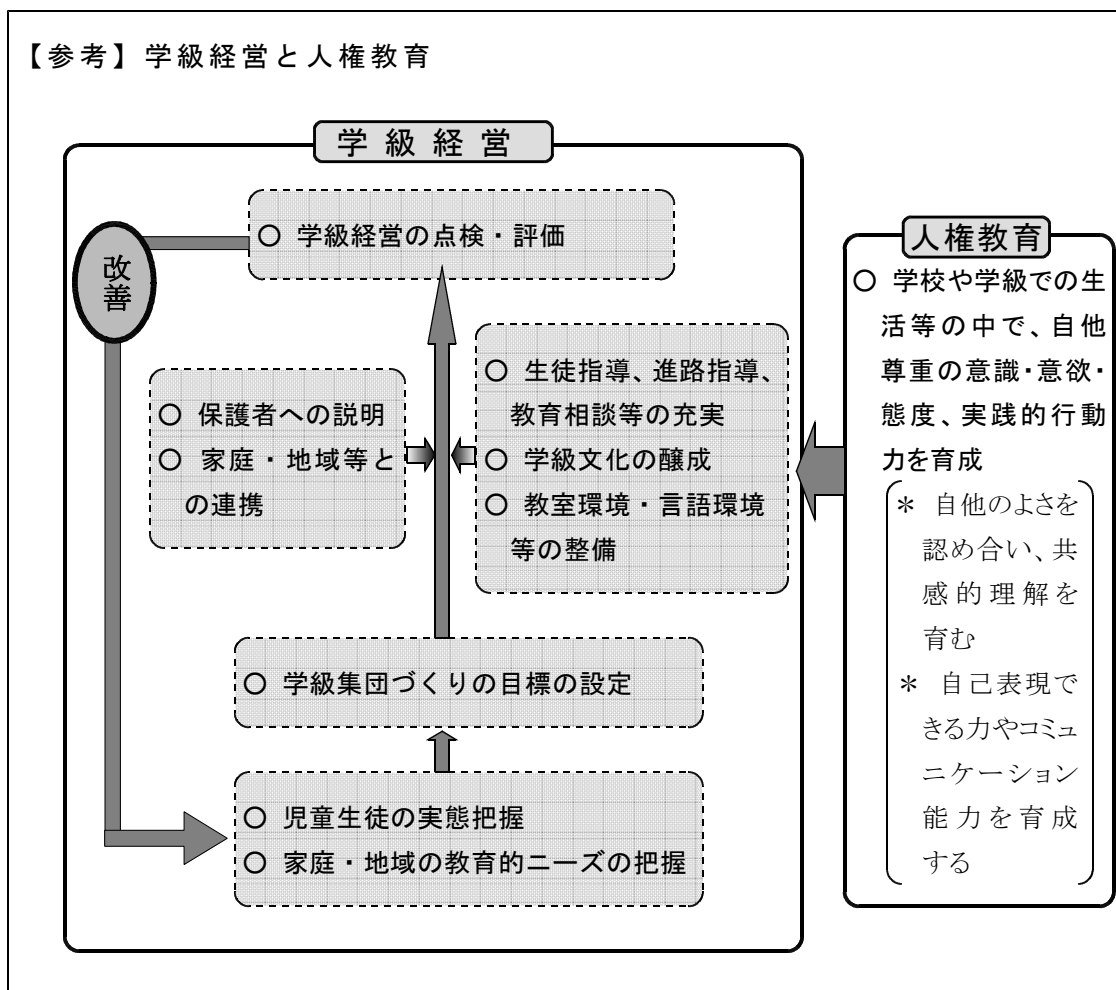 【参考】学級経営と人権教育
学級経営
○ 学級経営の点検・評価
改
善
○ 保護者への説明
○ 家庭・地域等と
の連携
○ 生徒指導、進路指導、
教育相談等の充実
○ 学級文化の醸成
○ 教室環境・言語環境
等の整備
○ 学級集団づくりの目標の設定
○ 児童生徒の実態把握
○ 家庭・地域の教育的ニーズの把握
人権教育
○ 学校や学級での生
活等の中で、自他
尊重の意識・意欲・
態度、実践的行動
力を育成
＊ 自他のよさを
認め合い、共
感的理解を
育む
＊ 自己表現で
きる力やコミュ
ニケーション
能力を育成
する